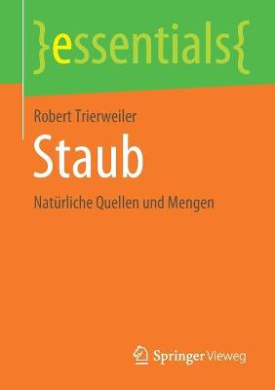 }essentials{
Robert Trierweiler
Staub
Natürliche Quellen und Mengen
Springer Vieweg